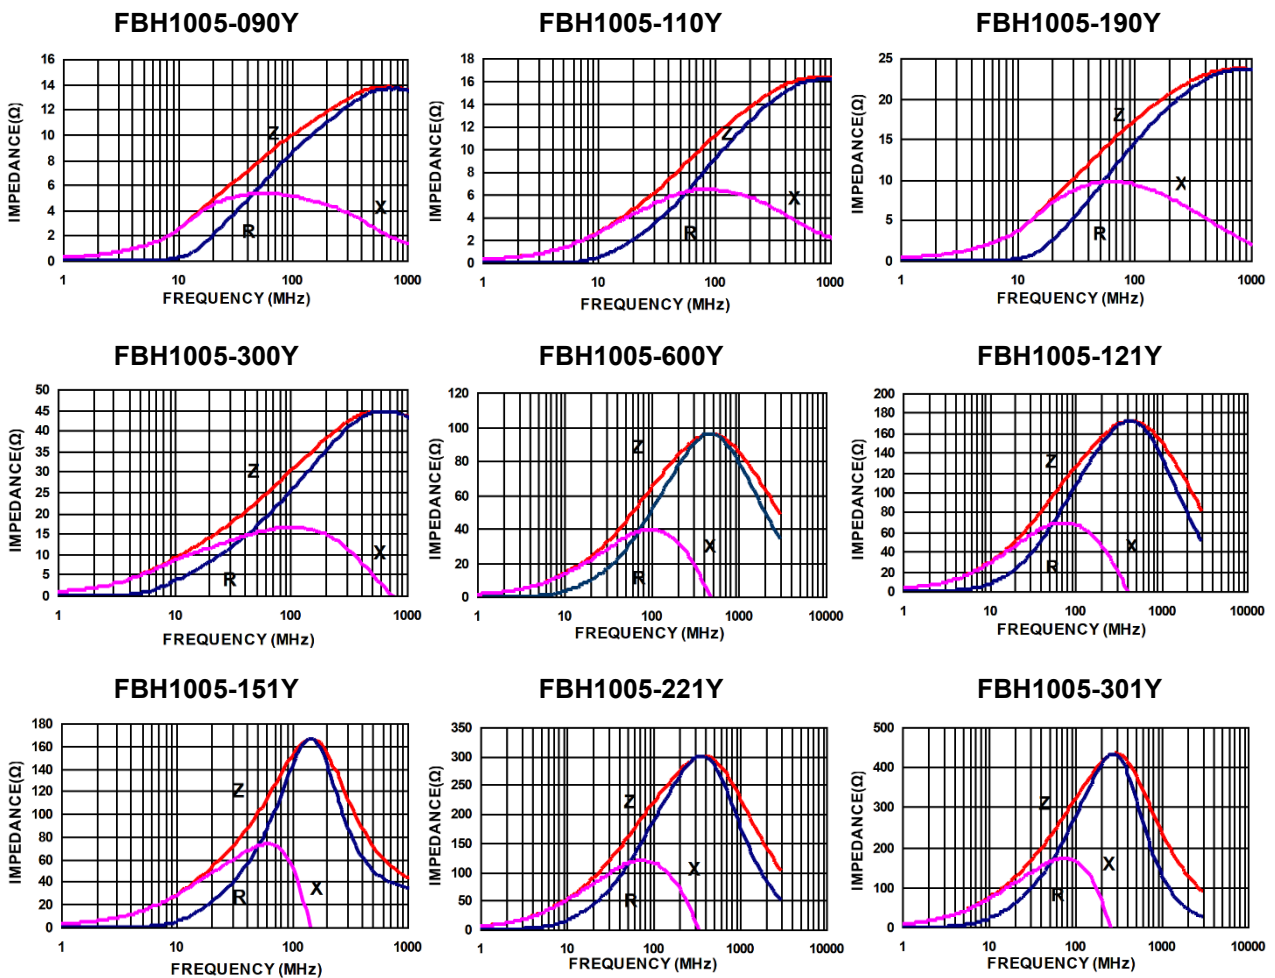 FBH1005-090Y
FBH1005-110Y
FBH1005-190Y
IMPEDANCE(Ω)
16
14
12
10
8
6
4
2
0
Z
X
R
1
10
100
1000
FREQUENCY (MHz)
IMPEDANCE(Ω)
18
16
14
12
10
8
6
4
2
0
Z
X
R
1
10
100
1000
FREQUENCY (MHz)
IMPEDANCE(Ω)
25
20
15
10
5
0
Z
X
R
1
10
100
1000
FREQUENCY (MHz)
FBH1005-300Y
FBH1005-600Y
FBH1005-121Y
IMPEDANCE(Ω)
50
45
40
35
30
25
20
15
10
5
0
Z
X
R
1
10
100
1000
FREQUENCY (MHz)
IMPEDANCE(Ω)
120
100
80
60
40
20
0
Z
X
R
1
10
100
1000
10000
FREQUENCY (MHz)
IMPEDANCE(Ω)
200
180
160
140
120
100
80
60
40
20
0
Z
X
R
1
10
100
1000
10000
FREQUENCY (MHz)
FBH1005-151Y
FBH1005-221Y
FBH1005-301Y
IMPEDANCE(Ω)
180
160
140
120
100
80
60
40
20
0
Z
X
R
1
10
100
1000
FREQUENCY (MHz)
IMPEDANCE(Ω)
350
300
250
200
150
100
50
0
Z
X
R
1
10
100
1000
10000
FREQUENCY (MHz)
IMPEDANCE(Ω)
500
400
300
200
100
0
Z
X
R
1
10
100
1000
10000
FREQUENCY (MHz)